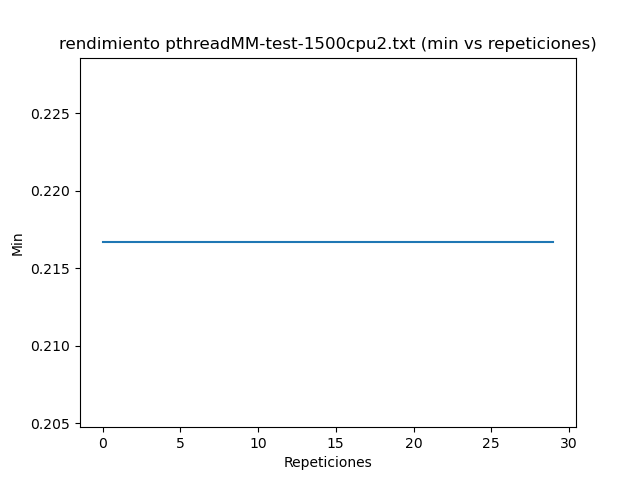 rendimiento pthreadMM-test-1500cpu2.txt (min vs repeticiones)
0.225
0.220
0.215
0.210
0.205
Min
0 5 10 15 20 25 30
Repeticiones